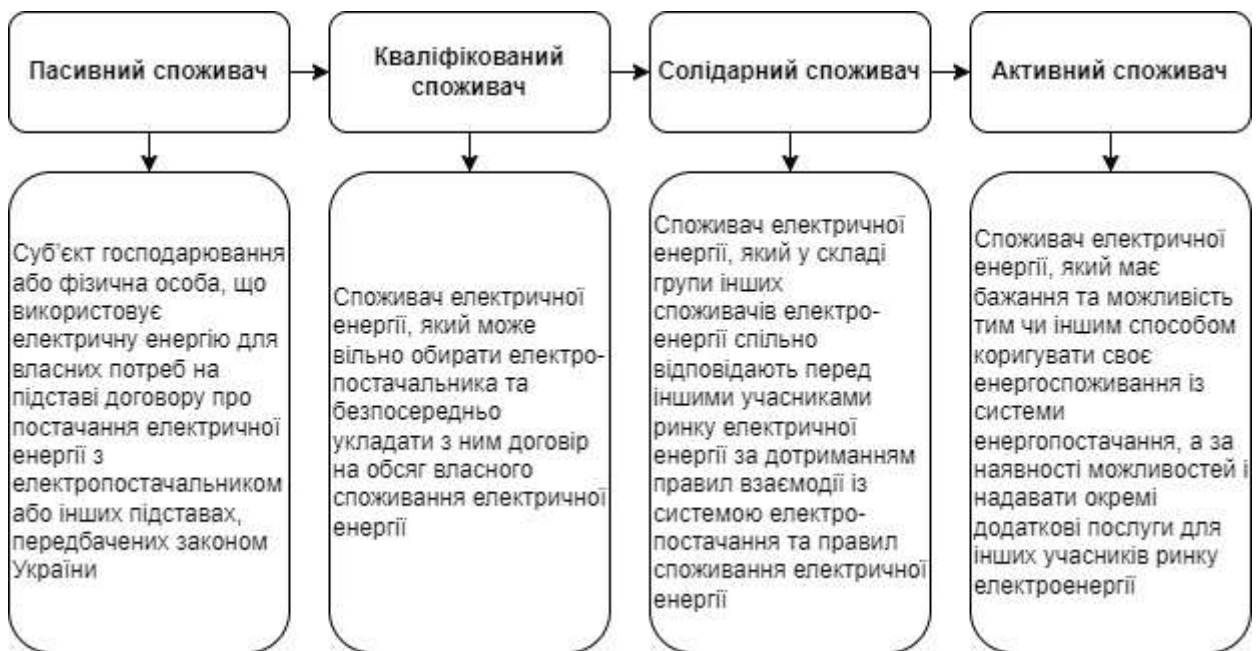 Пасивний споживач
Кваліфікований
споживач
Солідарний споживач
Активний споживач
Суб'єкт господарювання
або фізична особа, що
використовує
електричну енергію для
власних потреб на
підставі договору про
постачання електричної
енергії з
електропостачальником
або інших підставах,
передбачених законом
України
Споживач електричної
енергії, який може
вільно обирати електро-
постачальника та
безпосередньо
укладати з ним договір
на обсяг власного
споживання електричної
енергії
Споживач електричної
енергії, який у складі
групи інших
споживачів електро-
енергії спільно
відповідають перед
іншими учасниками
ринку електричної
енергії за дотриманням
правил взаємодії із
системою електро-
постачання та правил
споживання електричної
енергії
Споживач електричної
енергії, який має
бажання та можливість
тим чи іншим способом
коригувати своє
енергоспоживання із
системи
енергопостачання, а за
наявності можливостей і
надавати окремі
додаткові послуги для
інших учасників ринку
електроенергії